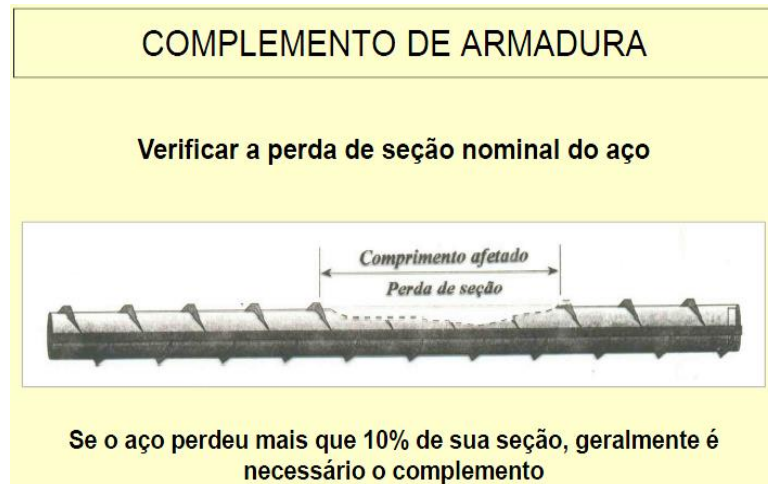 COMPLEMENTO DE ARMADURA
Verificar a perda de seção nominal do aço
Comprimento afetado
Perda de seção
Se o aço perdeu mais que 10% de sua seção, geralmente é
necessário o complemento